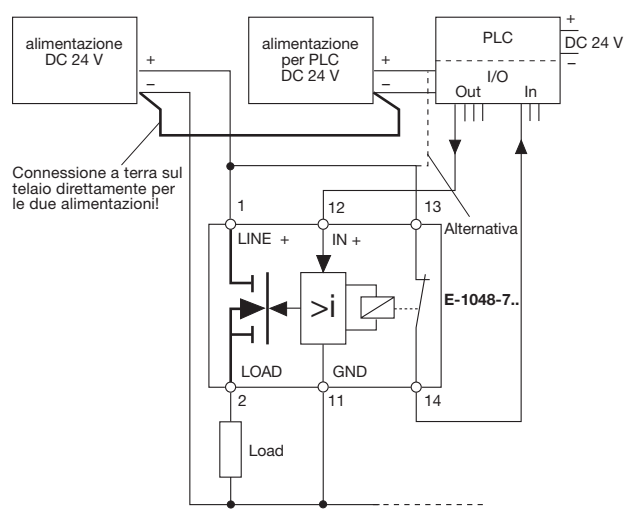 alimentazione
DC 24 V
+
–
alimentazione
per PLC
DC 24 V
+
–
PLC
I/O
Out
In
+
DC 24 V
–
Connessione a terra sul
telaio direttamente per
le due alimentazioni!
Alternativa
1
12
13
LINE +
IN +
>i
E-1048-7..
LOAD
GND
2
11
14
Load